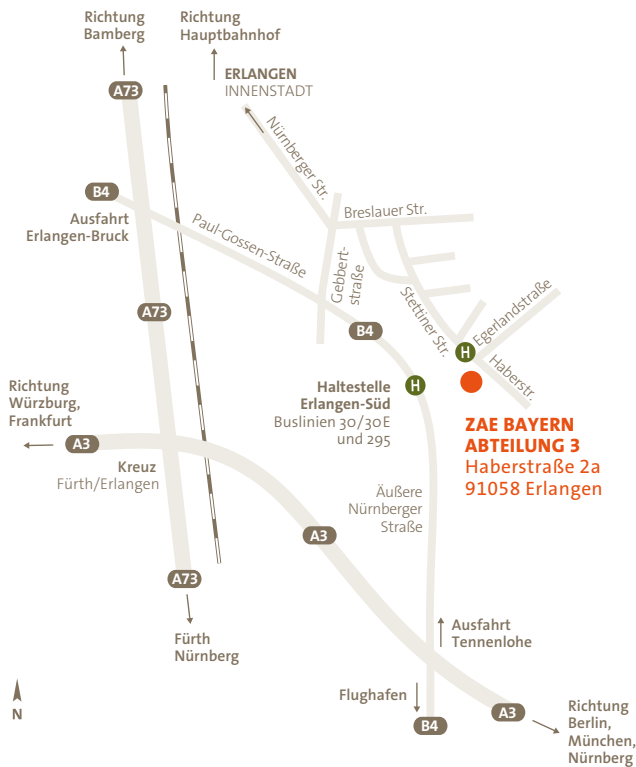 Richtung
Bamberg
Richtung
Hauptbahnhof
A73
ERLANGEN
INNENSTADT
Nürnberger Str.
B4
Ausfahrt
Erlangen-Bruck
Paul-Gossen-Straße
Breslauer Str.
Gebbert-
straße
Stettiner Str.
Egerlandstraße
Haberstr.
A73
B4
H
H
Haltestelle
Erlangen-Süd
Buslinien 30/30E
und 295
Richtung
Würzburg,
Frankfurt
A3
Kreuz
Fürth/Erlangen
ZAE BAYERN
ABTEILUNG 3
Haberstraße 2a
91058 Erlangen
Äußere
Nürnberger
Straße
A3
A73
Fürth
Nürnberg
Ausfahrt
Tennenlohe
Flughafen
B4
A3
Richtung
Berlin,
München,
Nürnberg
N